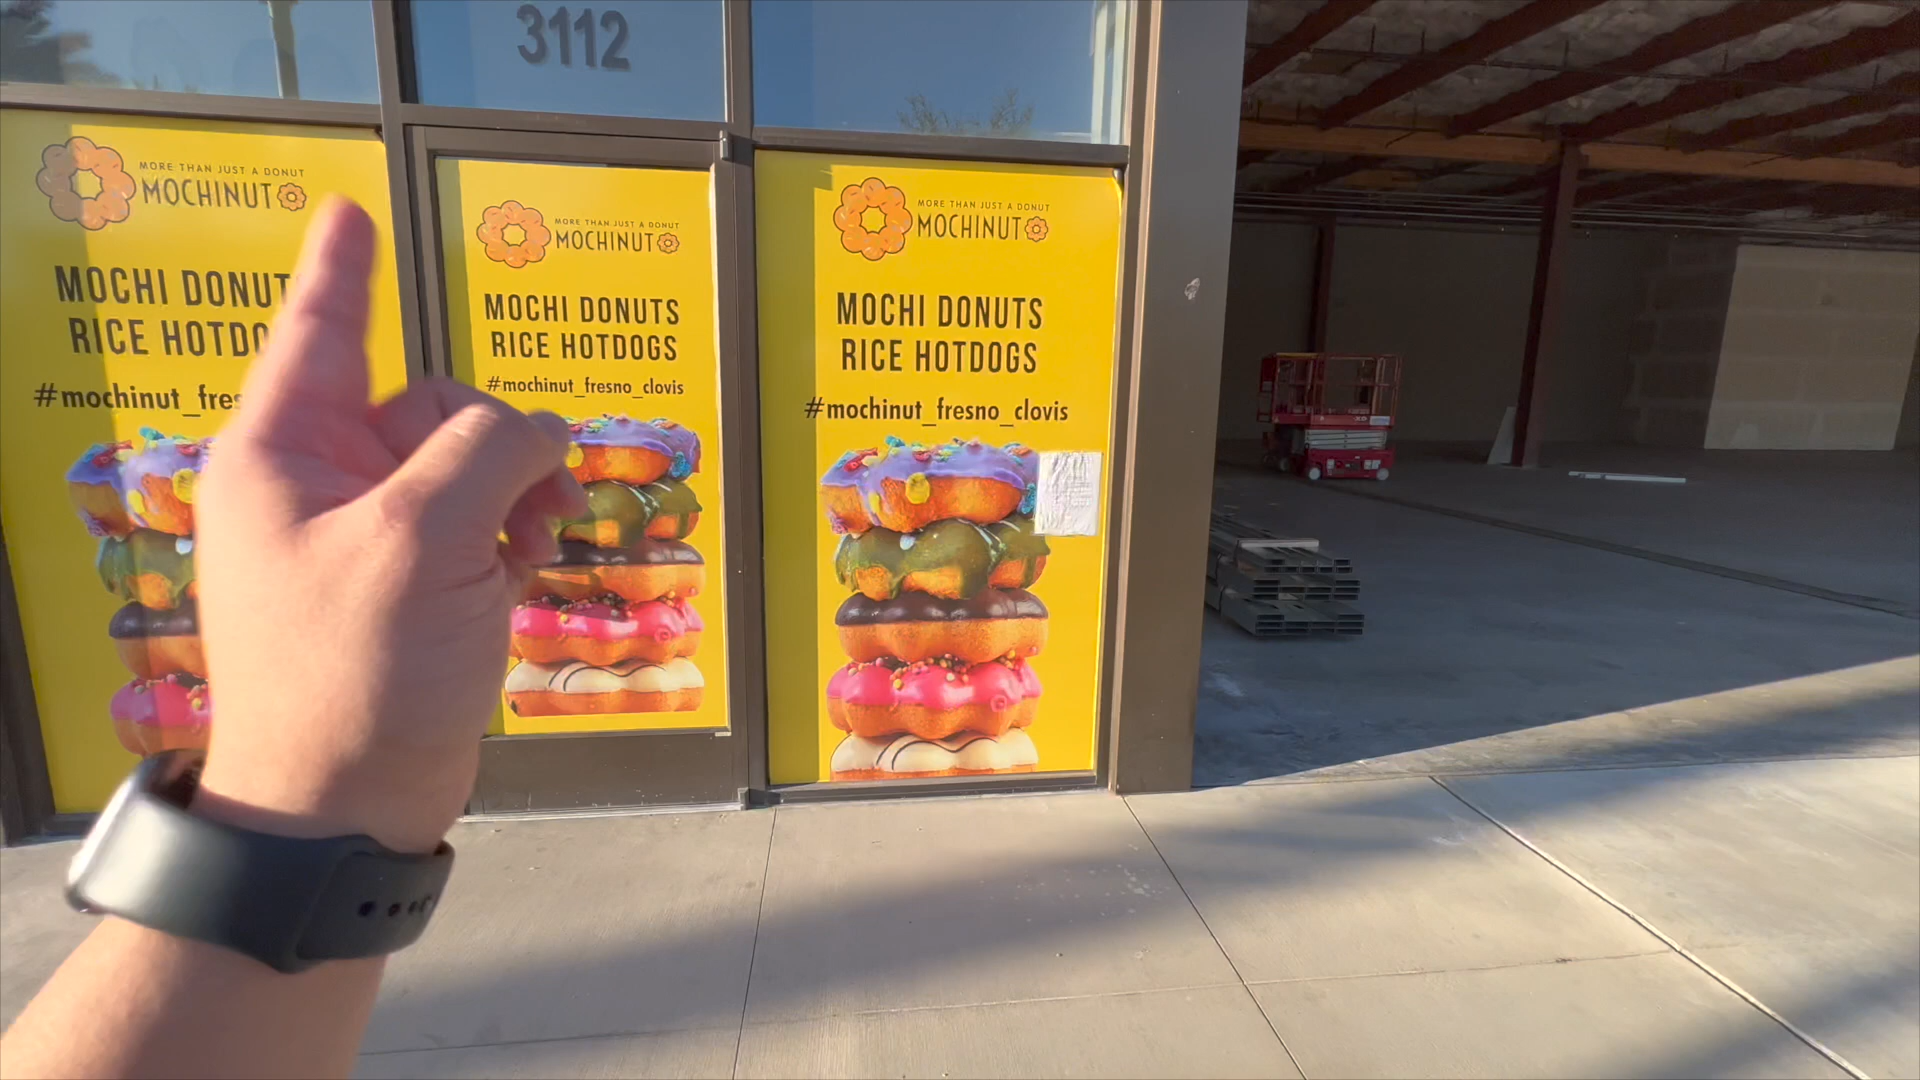 3112
MORE THAN JUST A DONUT
MOCHINUT
MOCHI DONUT
RICE HOTDO
#mochinut_fres
MORE THAN JUST A DONUT
MOCHINUT
MOCHI DONUTS
RICE HOTDOGS
#mochinut_fresno_clovis
MORE THAN JUST A DONUT
MOCHINUT
MOCHI DONUTS
RICE HOTDOGS
#mochinut_fresno_clovis